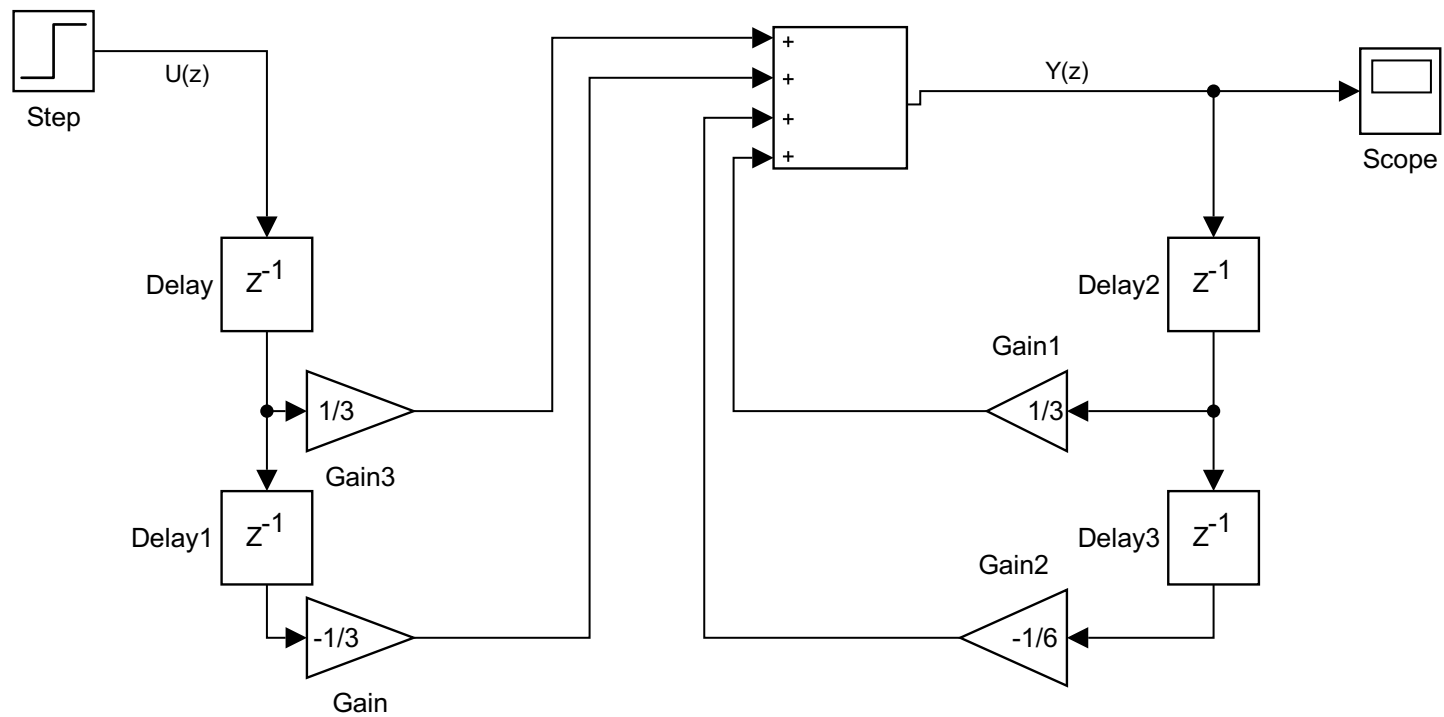 Step
U(z)
+
+
+
+
Y(z)
Scope
Delay
Z-1
Delay2
Z-1
Gain1
1/3
1/3
Gain3
Delay1
Z-1
Delay3
Z-1
Gain2
-1/3
-1/6
Gain